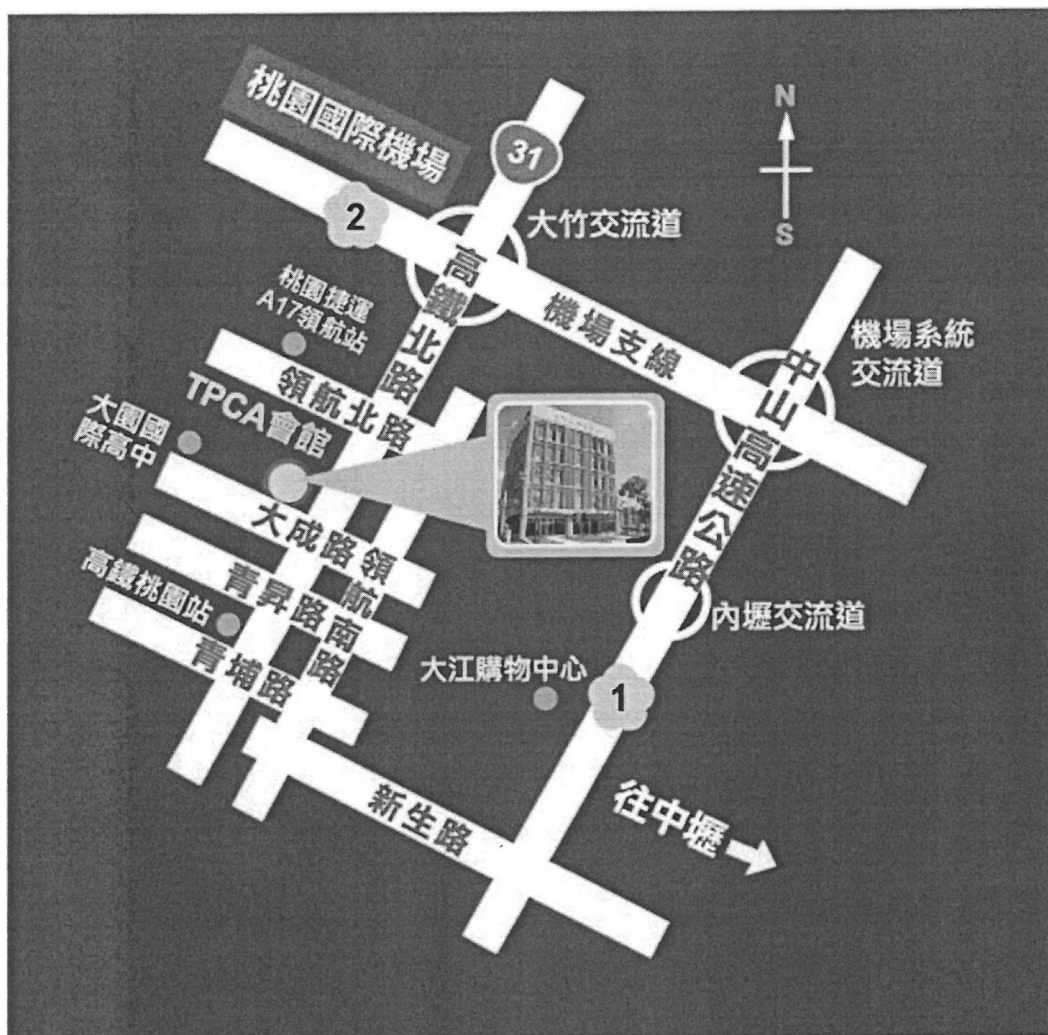 桃園國際機場
N
S
31
2
大竹交流道
高鐵北路
桃園捷運
A17領航站
機場支線
機場系統
交流道
中山高速公路
領航北路
TPCA會館
大園國
際高中
大成路
領航南路
青昇路
高鐵桃園站
青埔路
內壢交流道
大江購物中心
1
新生路
往中壢